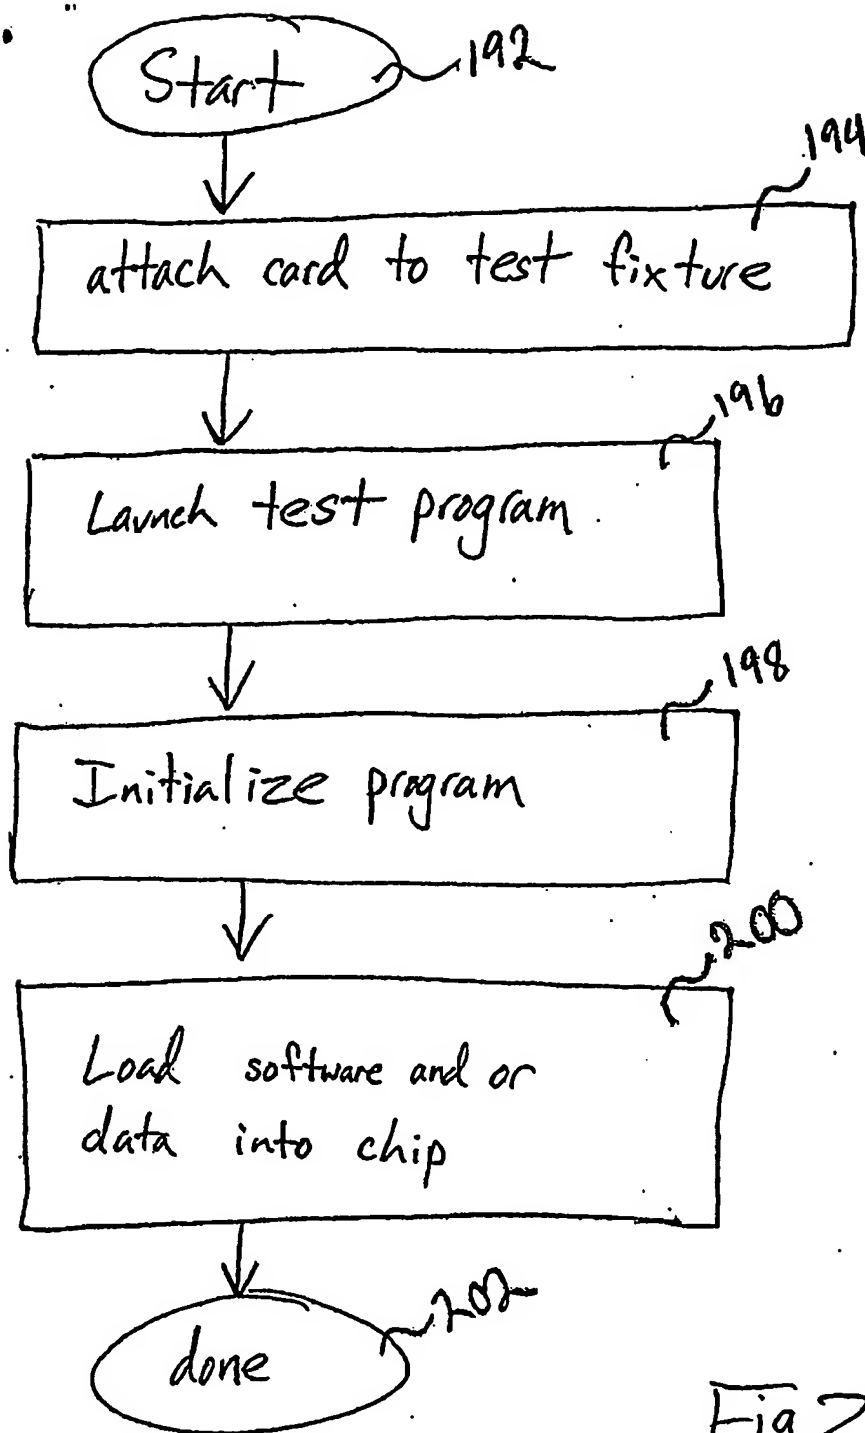 Start
192
194
attach card to test fixture
196
Launch test program
198
Initialize program
200
Load software and or
data into chip
202
done
Fig 7